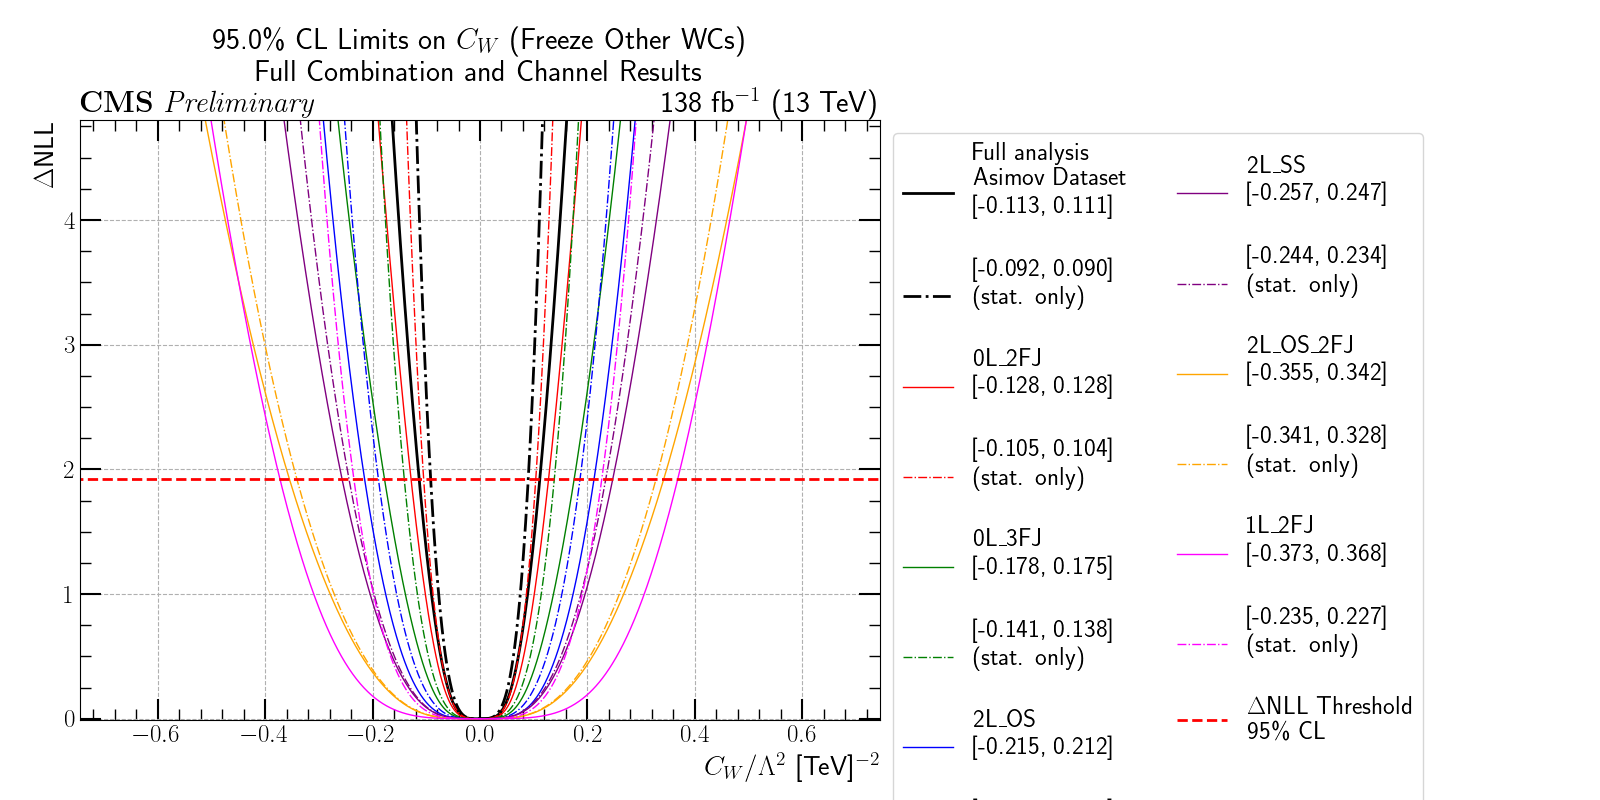 95.0% CL Limits on C_W (Freeze Other WCs)
Full Combination and Channel Results
CMS Preliminary
138 fb⁻¹ (13 TeV)
ΔNLL
4
3
2
1
0
−0.6
−0.4
−0.2
0.0
0.2
0.4
0.6
C_W/Λ² [TeV]⁻²
Full analysis
Asimov Dataset
[-0.113, 0.111]
[-0.092, 0.090]
(stat. only)
0L_2FJ
[-0.128, 0.128]
[-0.105, 0.104]
(stat. only)
0L_3FJ
[-0.178, 0.175]
[-0.141, 0.138]
(stat. only)
2L_OS
[-0.215, 0.212]
2L_SS
[-0.257, 0.247]
[-0.244, 0.234]
(stat. only)
2L_OS_2FJ
[-0.355, 0.342]
[-0.341, 0.328]
(stat. only)
1L_2FJ
[-0.373, 0.368]
[-0.235, 0.227]
(stat. only)
ΔNLL Threshold
95% CL